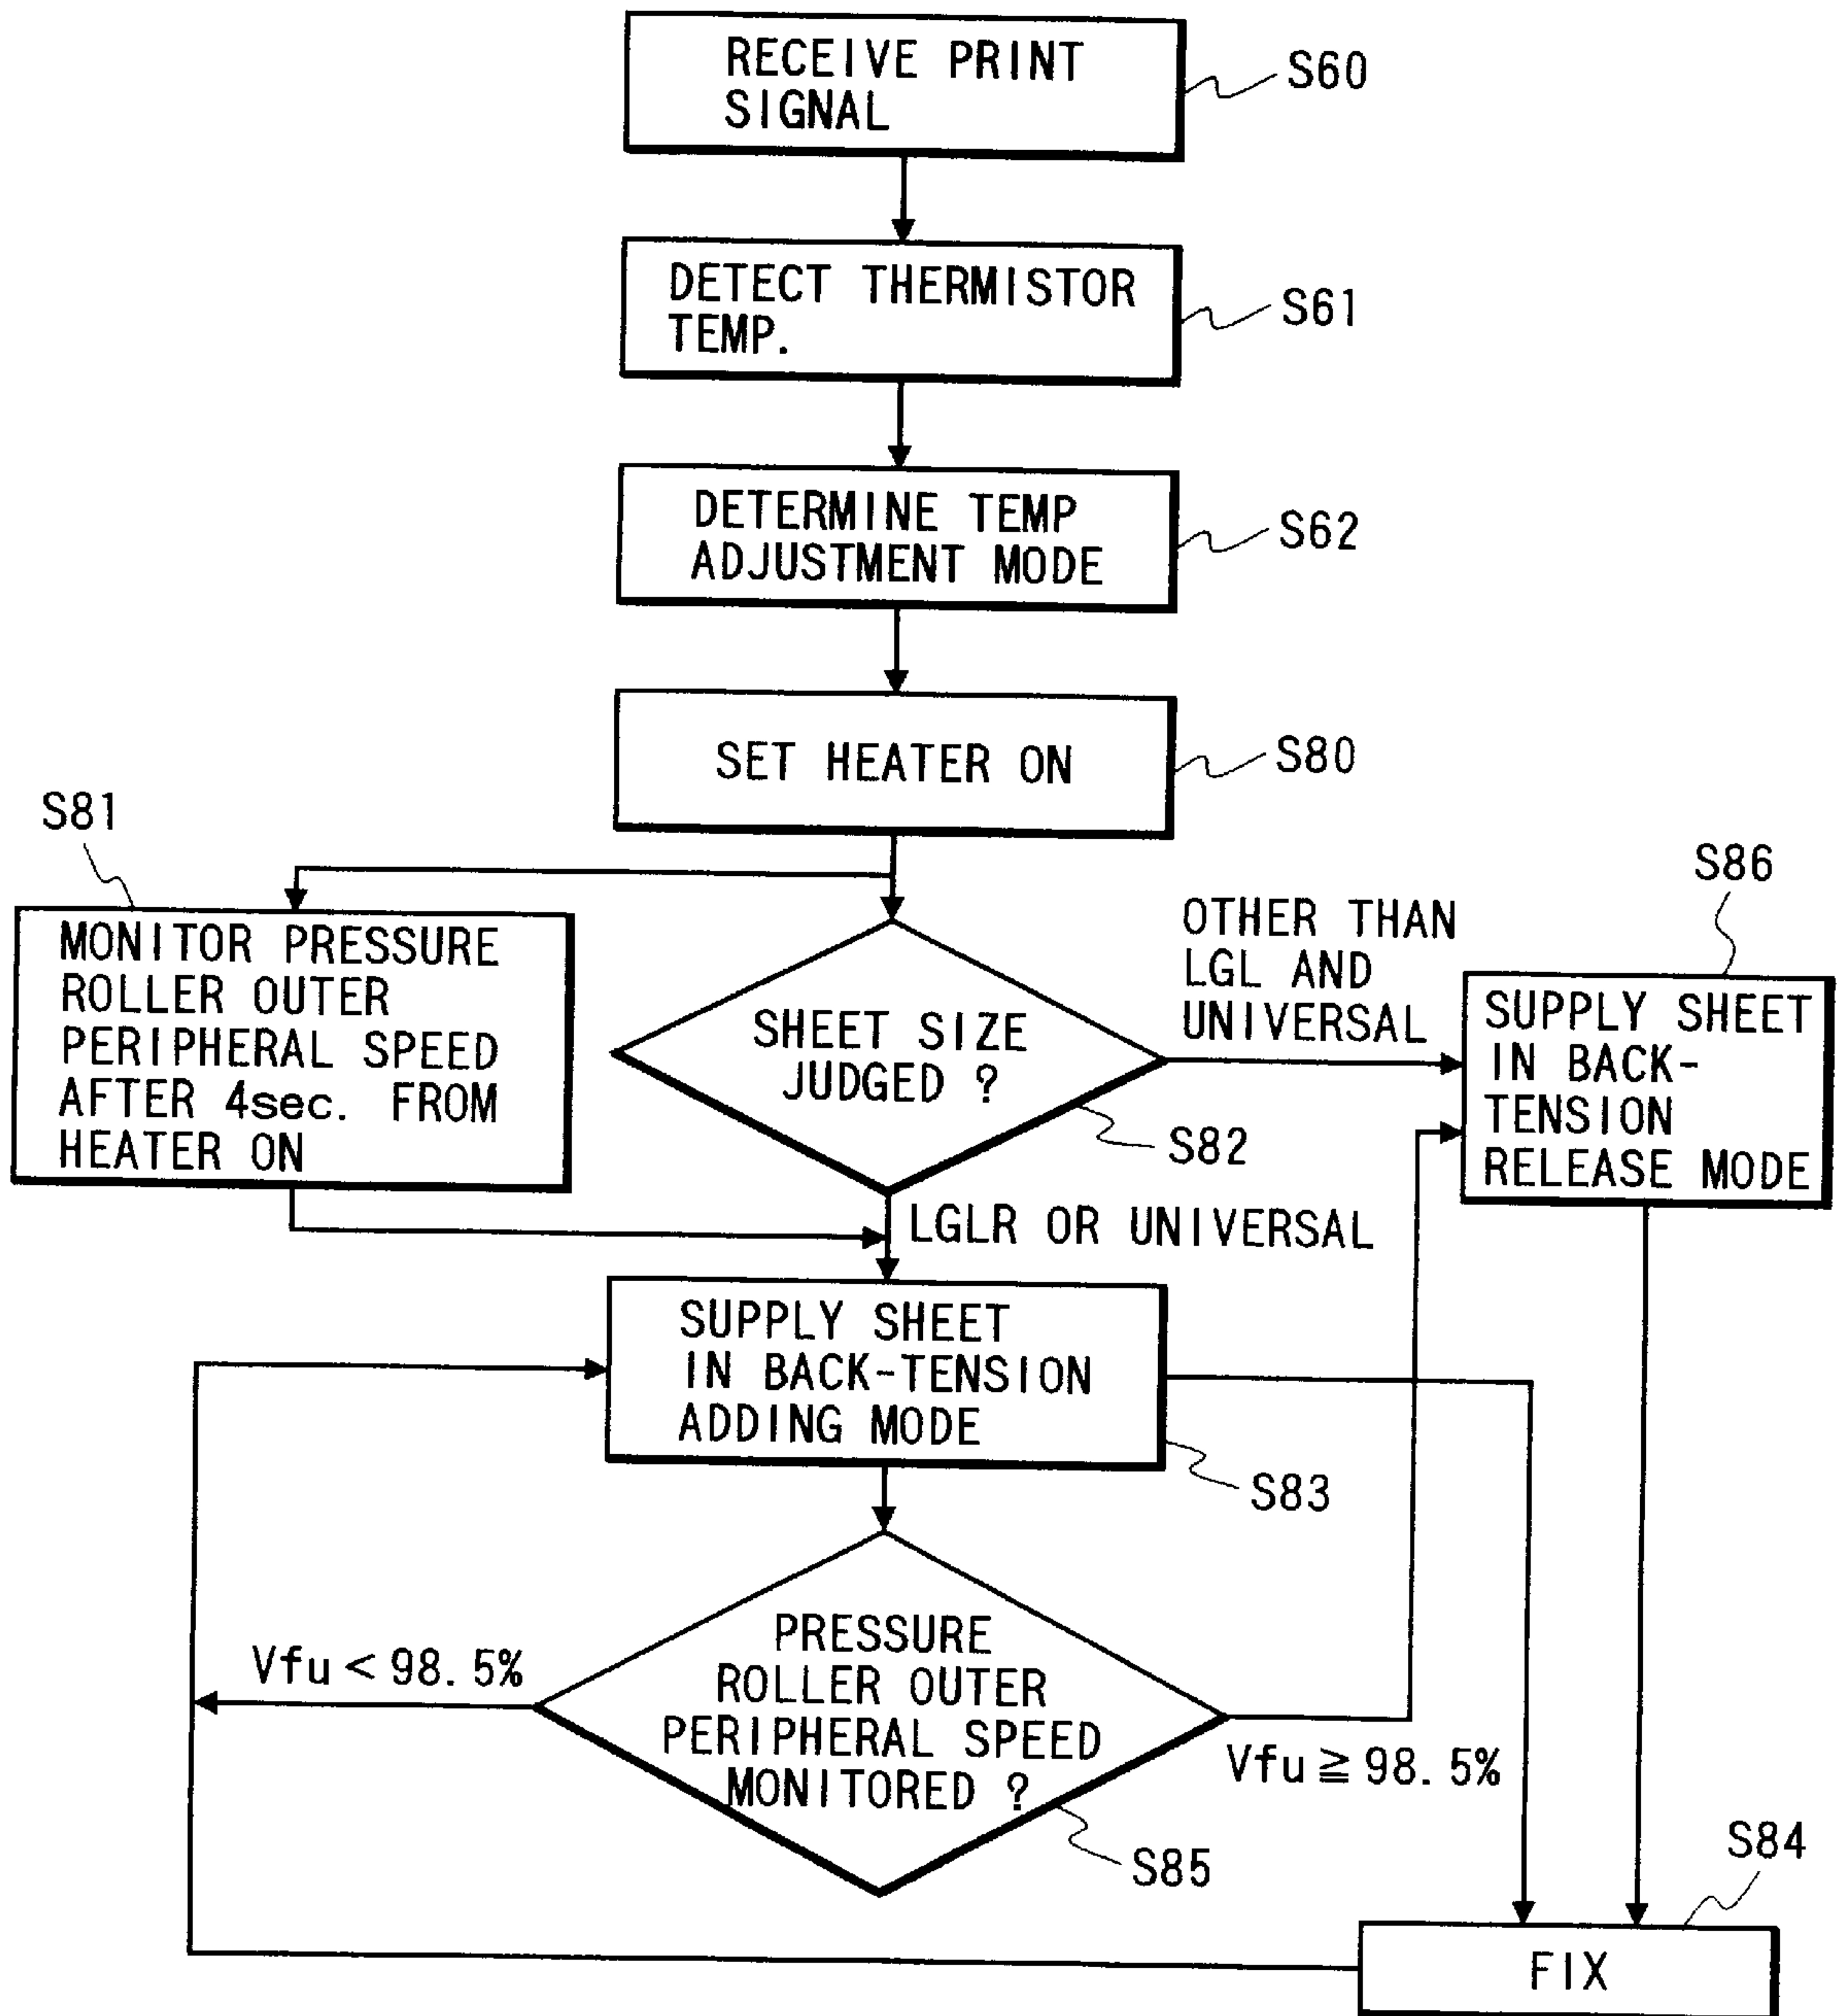 RECEIVE PRINT
SIGNAL
S60
DETECT THERMISTOR
TEMP.
S61
DETERMINE TEMP
ADJUSTMENT MODE
S62
SET HEATER ON
S80
S81
MONITOR PRESSURE
ROLLER OUTER
PERIPHERAL SPEED
AFTER 4sec. FROM
HEATER ON
SHEET SIZE
JUDGED ?
S82
OTHER THAN
LGL AND
UNIVERSAL
S86
SUPPLY SHEET
IN BACK-
TENSION
RELEASE MODE
LGLR OR UNIVERSAL
SUPPLY SHEET
IN BACK-TENSION
ADDING MODE
S83
PRESSURE
ROLLER OUTER
PERIPHERAL SPEED
MONITORED ?
Vfu < 98.5%
Vfu ≧ 98.5%
S85
S84
FIX